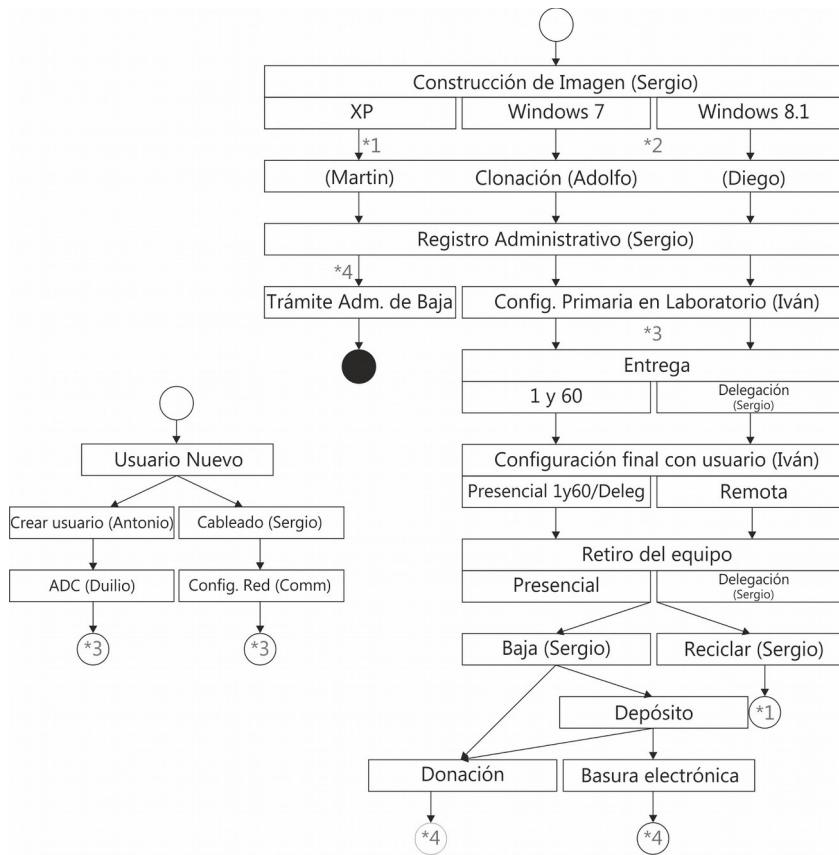 Construcción de Imagen (Sergio)
XP
Windows 7
Windows 8.1
*1
*2
(Martin)
Clonación (Adolfo)
(Diego)
Registro Administrativo (Sergio)
*4
Trámite Adm. de Baja
Config. Primaria en Laboratorio (Iván)
*3
Entrega
1 y 60
Delegación
(Sergio)
Usuario Nuevo
Configuración final con usuario (Iván)
Presencial 1y60/Deleg
Remota
Crear usuario (Antonio)
Cableado (Sergio)
Retiro del equipo
Presencial
Delegación
(Sergio)
ADC (Duilio)
Config. Red (Comm)
*3
*3
Baja (Sergio)
Reciclar (Sergio)
Depósito
*1
Donación
Basura electrónica
*4
*4